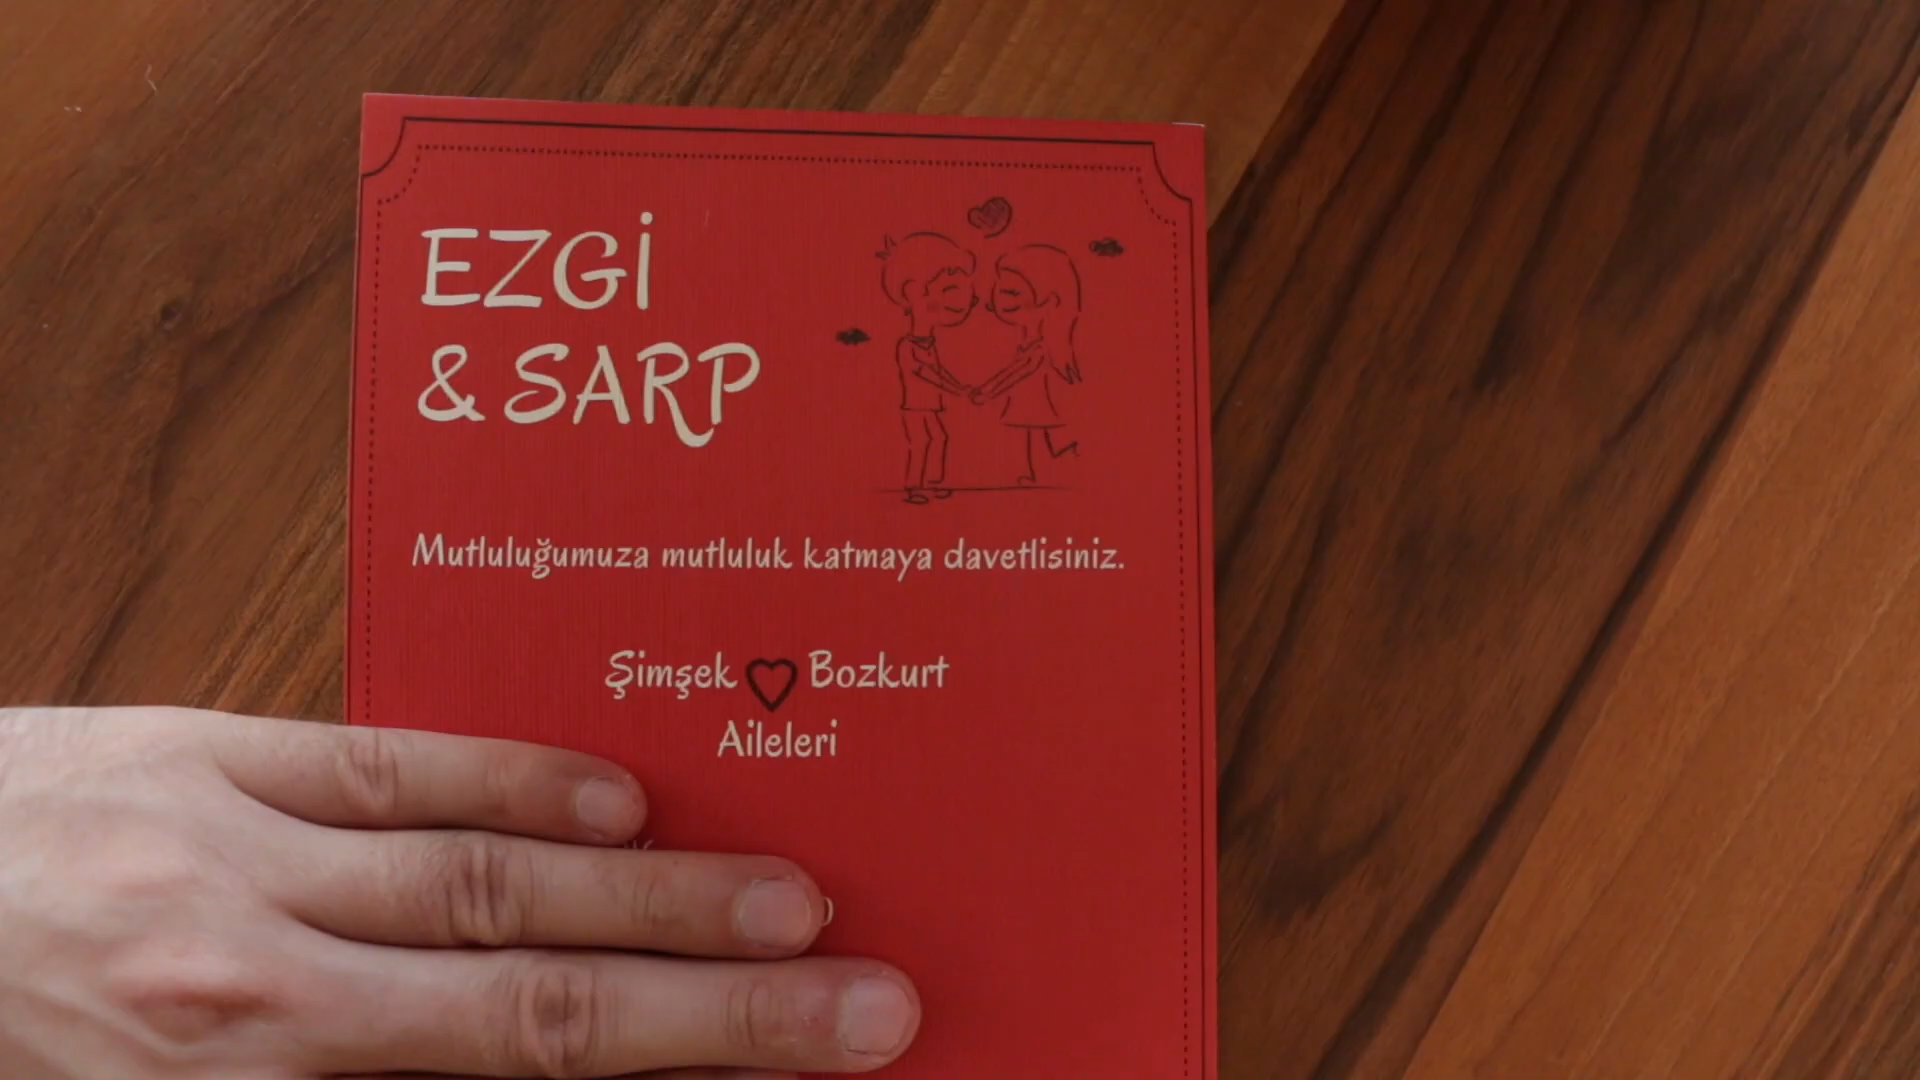 EZGİ
& SARP
Mutluluğumuza mutluluk katmaya davetlisiniz.
Şimşek Bozkurt
Aileleri